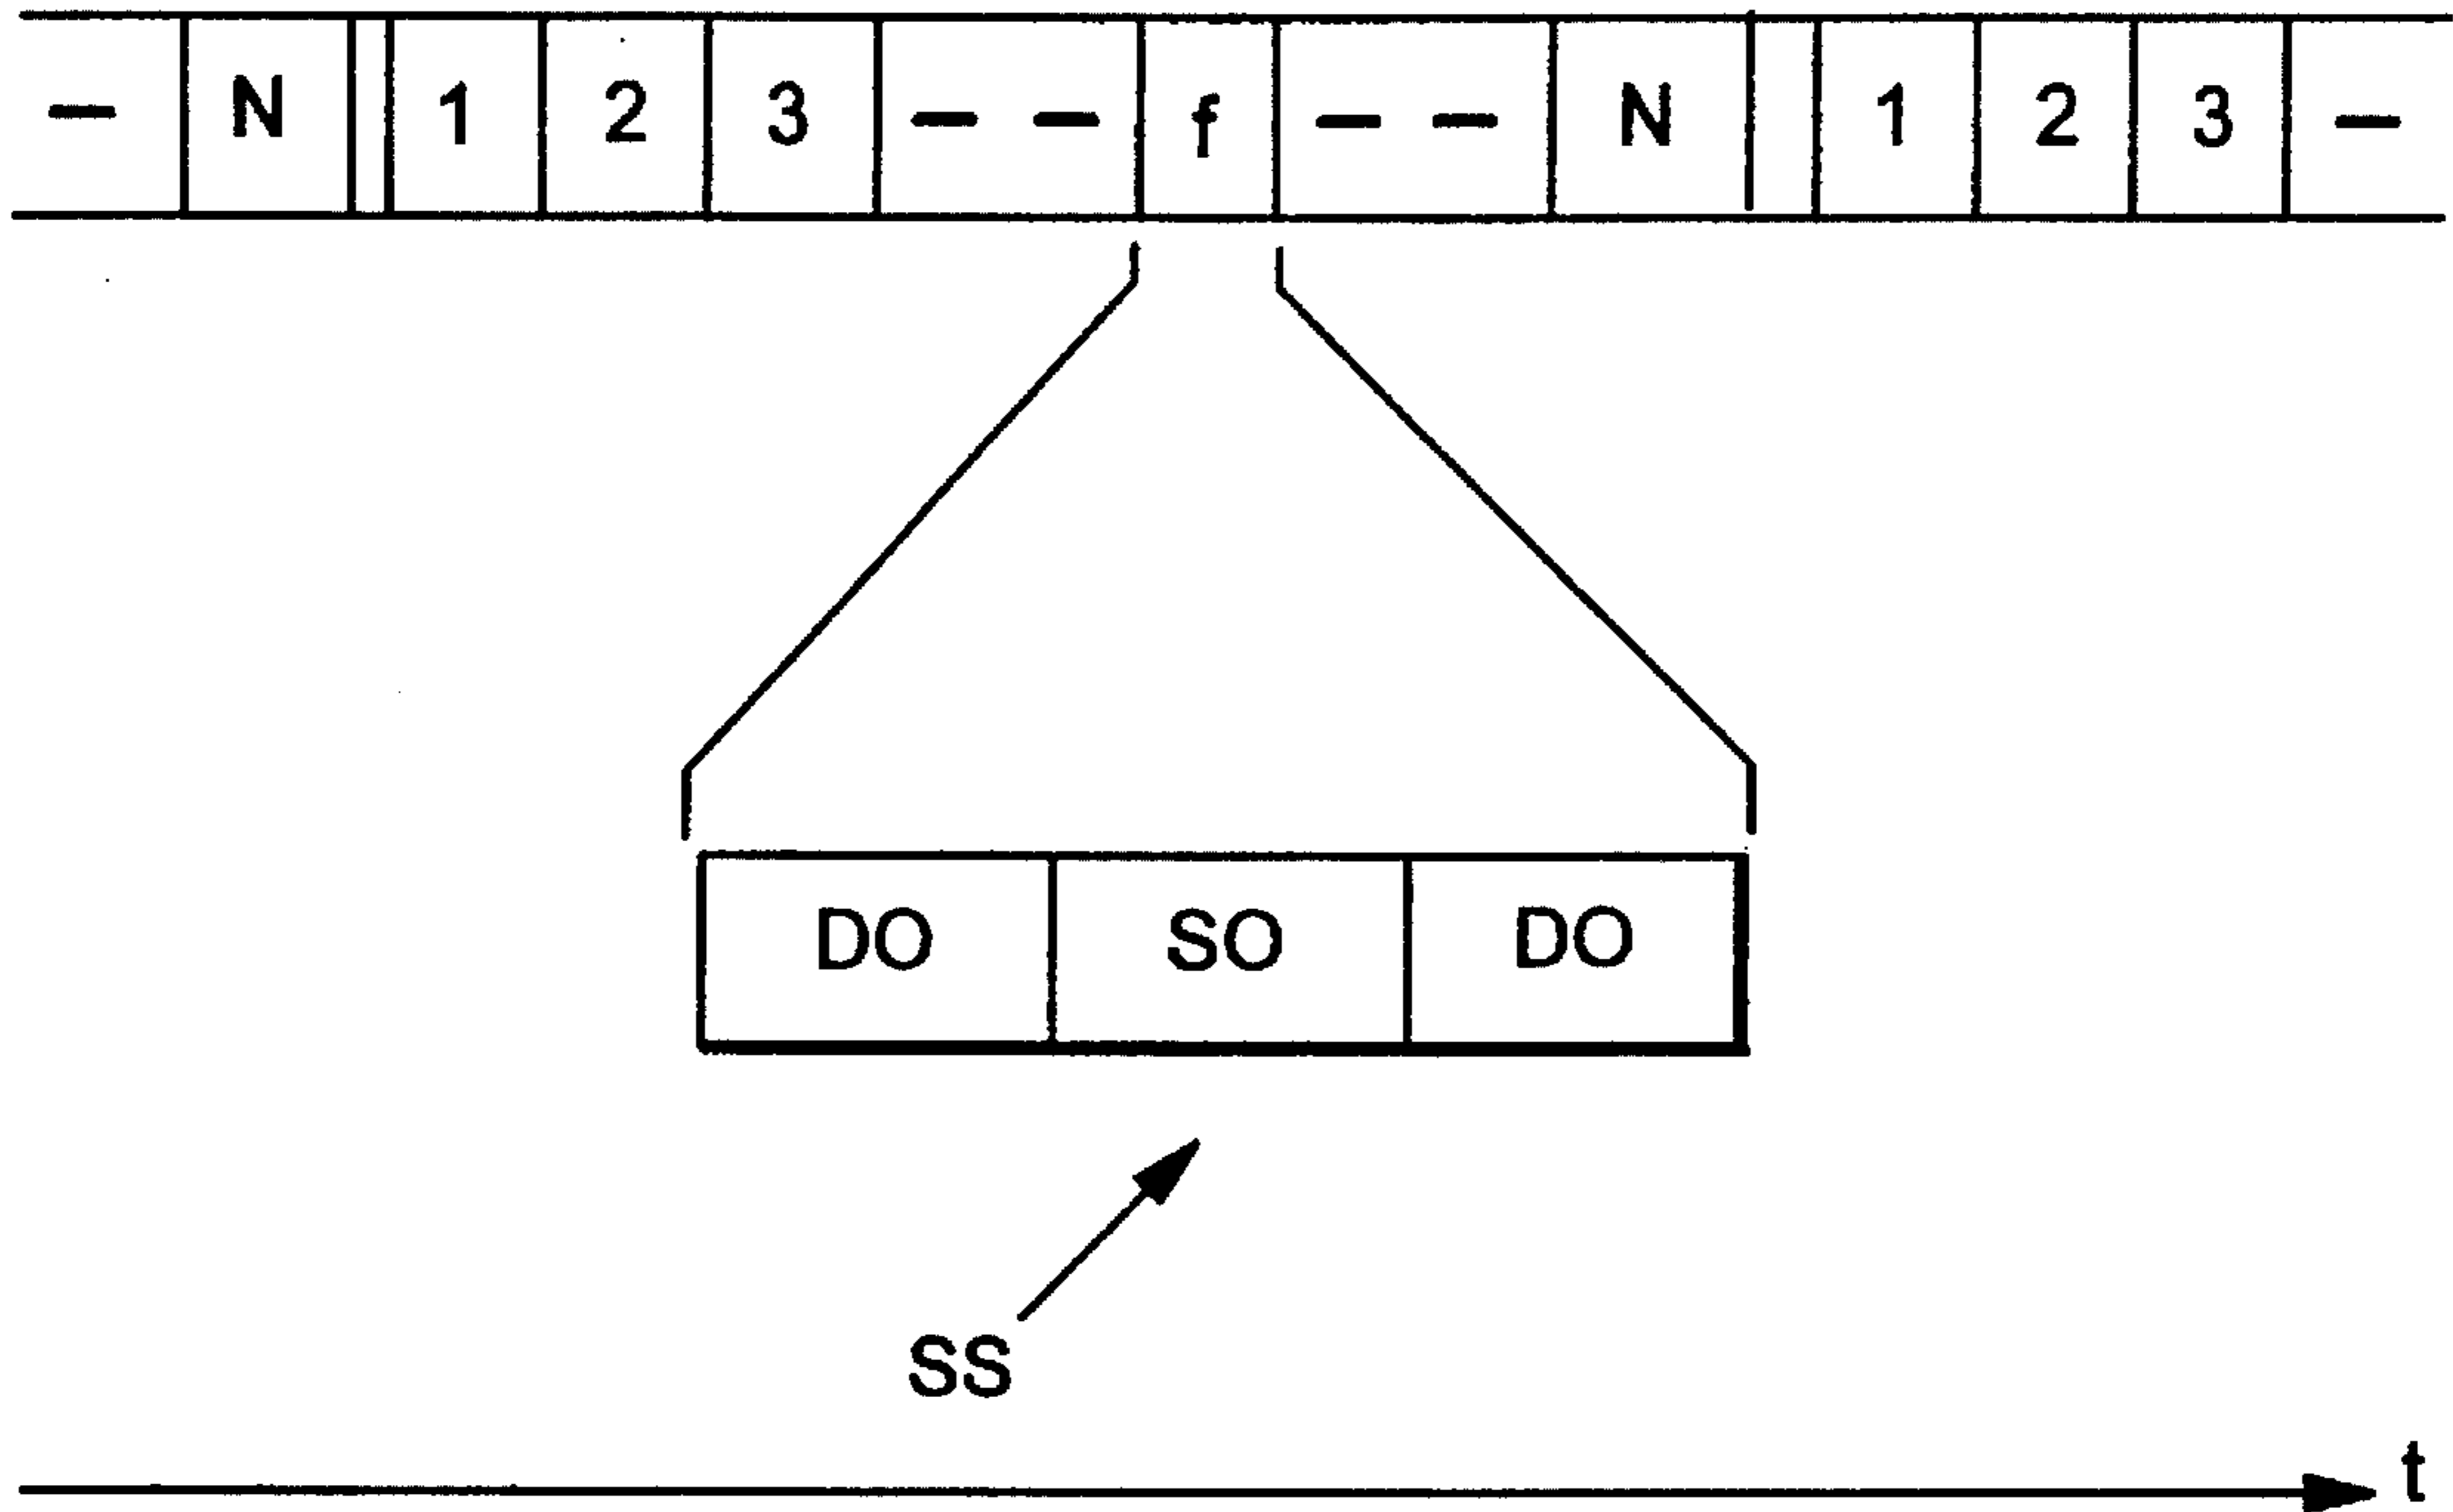 — N 1 2 3 — — f — — N 1 2 3 —
DO SO DO
SS
t